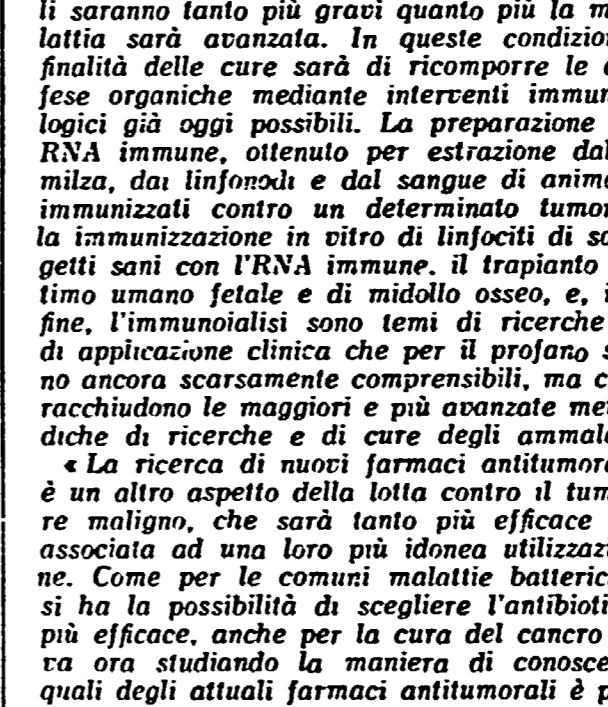 li saranno tanto più gravi quanto più la m
lattia sarà avanzata. In queste condizion
finalità delle cure sarà di ricomporre le d
fese organiche mediante interventi immun
logici già oggi possibili. La preparazione
RNA immune, ottenuto per estrazione dal
milza, dai linfonodi e dal sangue di anima
immunizzati contro un determinato tumor
la immunizzazione in vitro di linfociti di so
getti sani con l'RNA immune. il trapianto
timo umano fetale e di midollo osseo, e, i
fine, l'immunoialisi sono temi di ricerche
di applicazione clinica che per il profano s
no ancora scarsamente comprensibili, ma c
racchiudono le maggiori e più avanzate met
diche di ricerche e di cure degli ammala
« La ricerca di nuovi farmaci antitumora
è un altro aspetto della lotta contro il tum
re maligno, che sarà tanto più efficace
associata ad una loro più idonea utilizzazi
ne. Come per le comuni malattie batteric
si ha la possibilità di scegliere l'antibioti
più efficace, anche per la cura del cancro
va ora studiando la maniera di conosce
quali degli attuali farmaci antitumorali è p